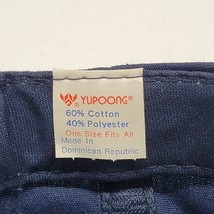 YUPOONG
60% Cotton
40% Polyester
One Size Fits All
Made In
Dominican Republic